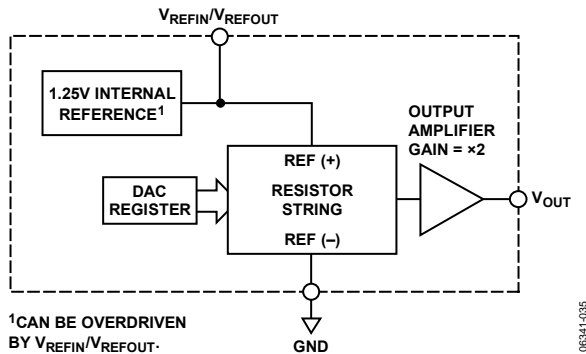 VREFIN/VREFOUT
1.25V INTERNAL
REFERENCE1
OUTPUT
AMPLIFIER
GAIN = ×2
REF (+)
DAC
REGISTER
RESISTOR
STRING
REF (–)
VOUT
GND
1CAN BE OVERDRIVEN
BY VREFIN/VREFOUT.
06341-035